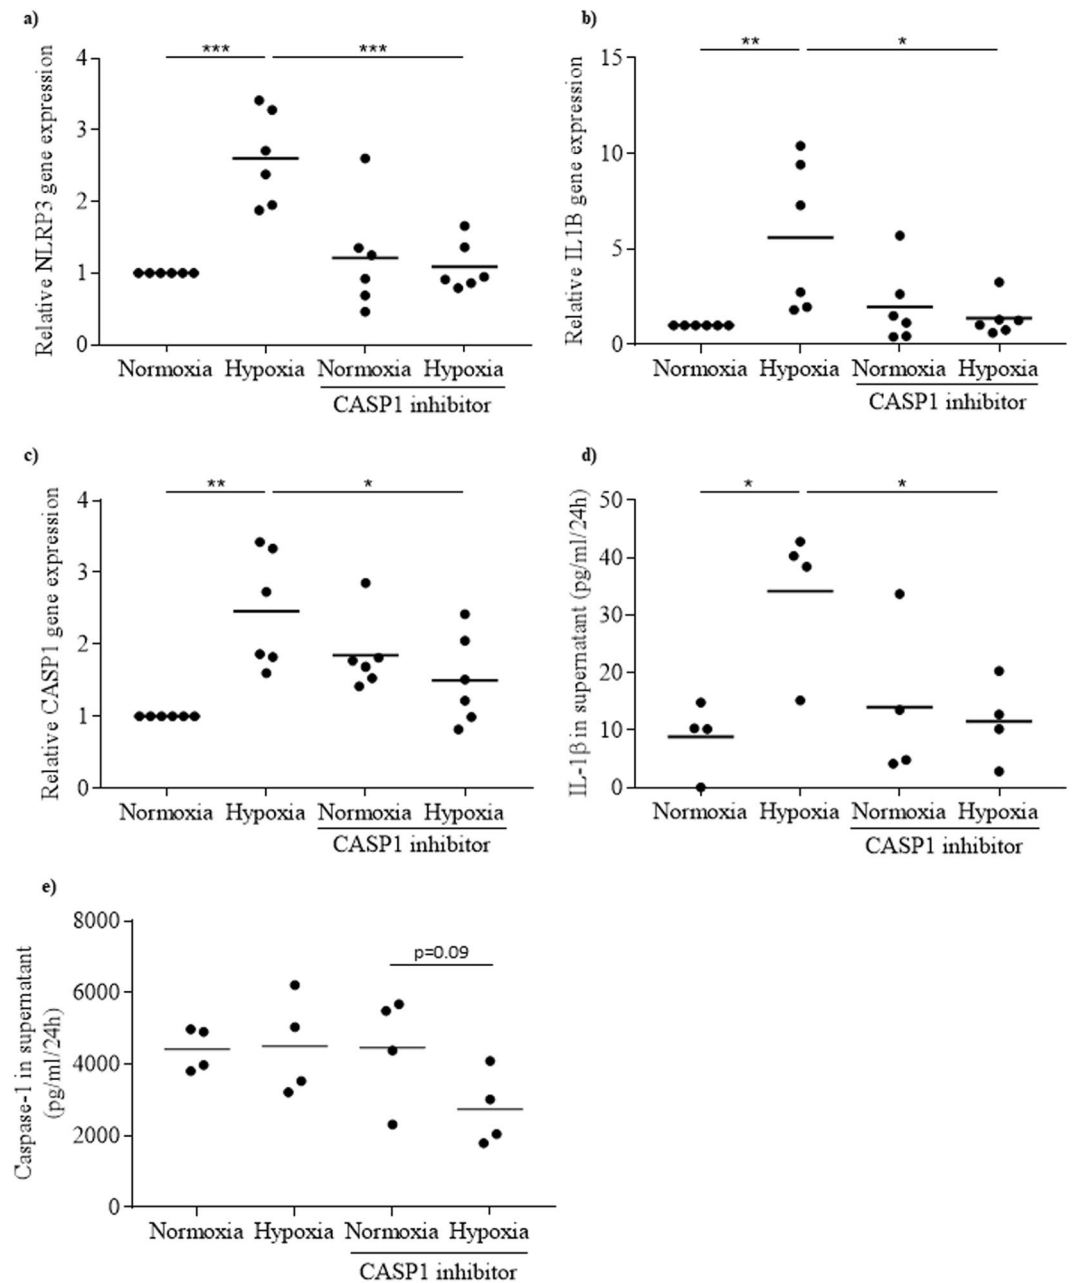 a)
*** ***
Relative NLRP3 gene expression
4
3
2
1
0
Normoxia Hypoxia Normoxia Hypoxia
CASP1 inhibitor
b)
** *
Relative IL1B gene expression
15
10
5
0
Normoxia Hypoxia Normoxia Hypoxia
CASP1 inhibitor
c)
** *
Relative CASP1 gene expression
4
3
2
1
0
Normoxia Hypoxia Normoxia Hypoxia
CASP1 inhibitor
d)
* *
IL-1β in supernatant (pg/ml/24h)
50
40
30
20
10
0
Normoxia Hypoxia Normoxia Hypoxia
CASP1 inhibitor
e)
p=0.09
Caspase-1 in supernatant
(pg/ml/24h)
8000
6000
4000
2000
0
Normoxia Hypoxia Normoxia Hypoxia
CASP1 inhibitor